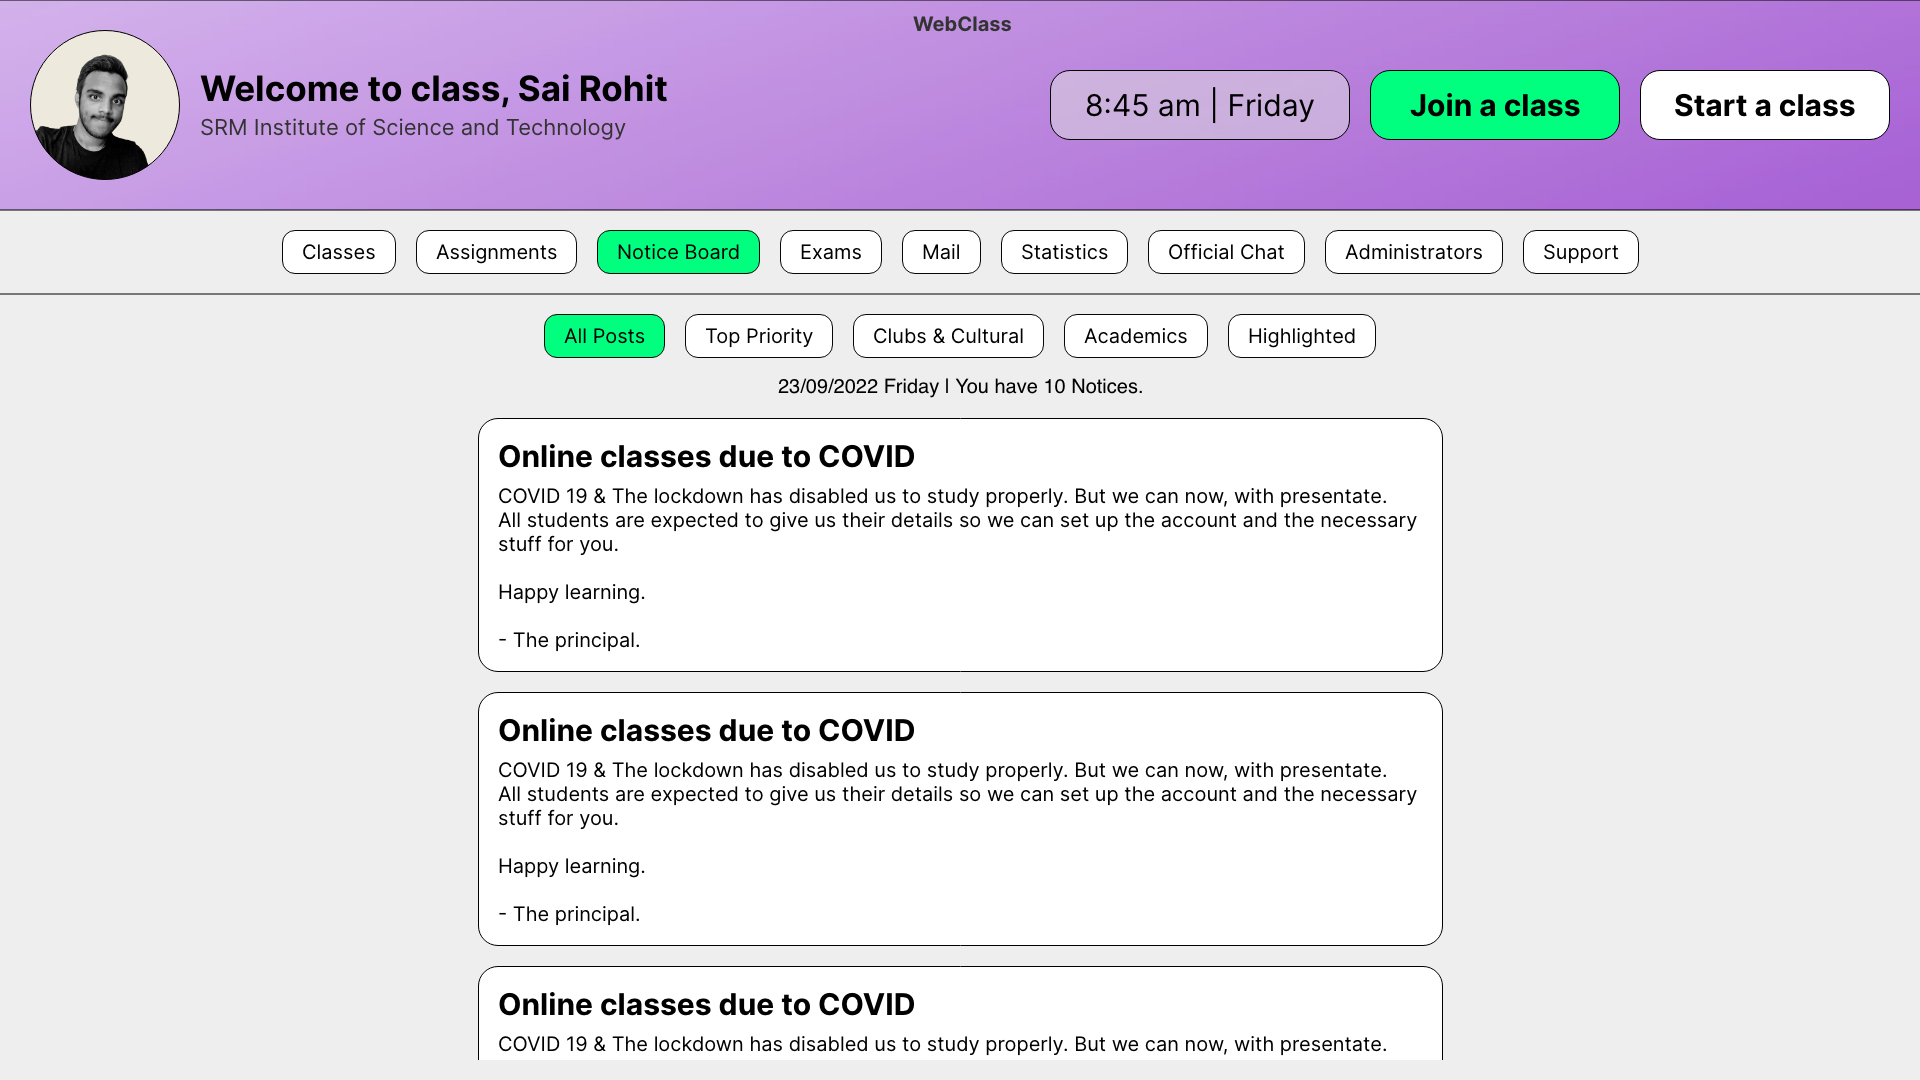 WebClass
Welcome to class, Sai Rohit
SRM Institute of Science and Technology
8:45 am | Friday
Join a class
Start a class
Classes
Assignments
Notice Board
Exams
Mail
Statistics
Official Chat
Administrators
Support
All Posts
Top Priority
Clubs & Cultural
Academics
Highlighted
23/09/2022 Friday | You have 10 Notices.
Online classes due to COVID
COVID 19 & The lockdown has disabled us to study properly. But we can now, with presentate.
All students are expected to give us their details so we can set up the account and the necessary
stuff for you.
Happy learning.
- The principal.
Online classes due to COVID
COVID 19 & The lockdown has disabled us to study properly. But we can now, with presentate.
All students are expected to give us their details so we can set up the account and the necessary
stuff for you.
Happy learning.
- The principal.
Online classes due to COVID
COVID 19 & The lockdown has disabled us to study properly. But we can now, with presentate.